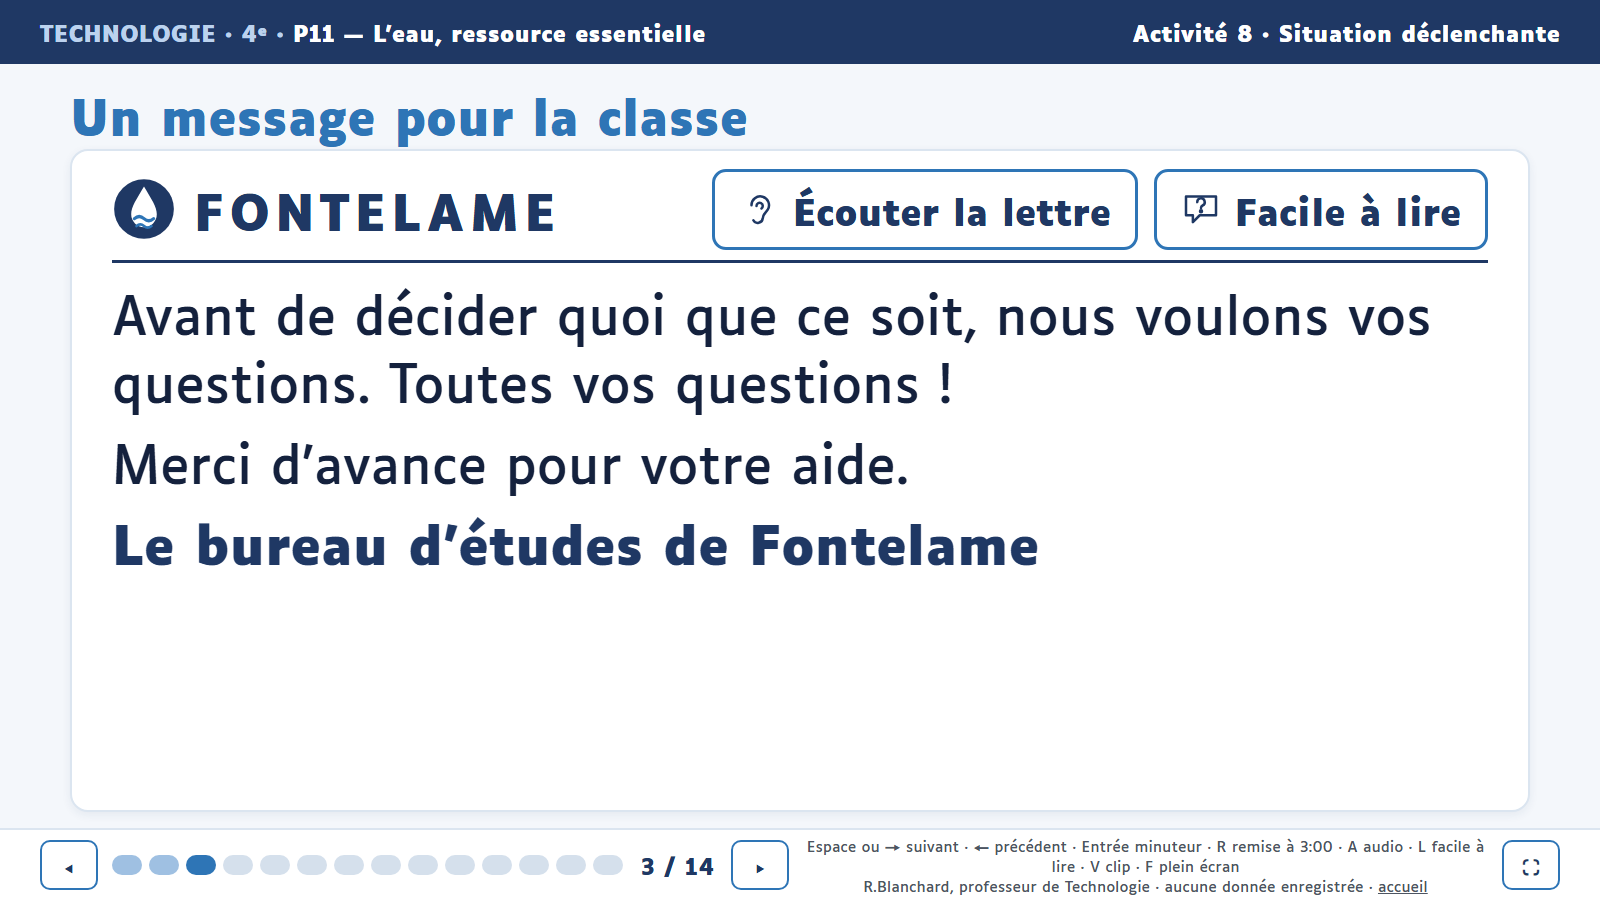 TECHNOLOGIE · 4ᵉ · P11 — L’eau, ressource essentielle
Activité 8 · Situation déclenchante
Un message pour la classe
FONTELAME
Écouter la lettre
Facile à lire
Avant de décider quoi que ce soit, nous voulons vos
questions. Toutes vos questions !
Merci d’avance pour votre aide.
Le bureau d’études de Fontelame
3 / 14
Espace ou → suivant · ← précédent · Entrée minuteur · R remise à 3:00 · A audio · L facile à
lire · V clip · F plein écran
R.Blanchard, professeur de Technologie · aucune donnée enregistrée · accueil